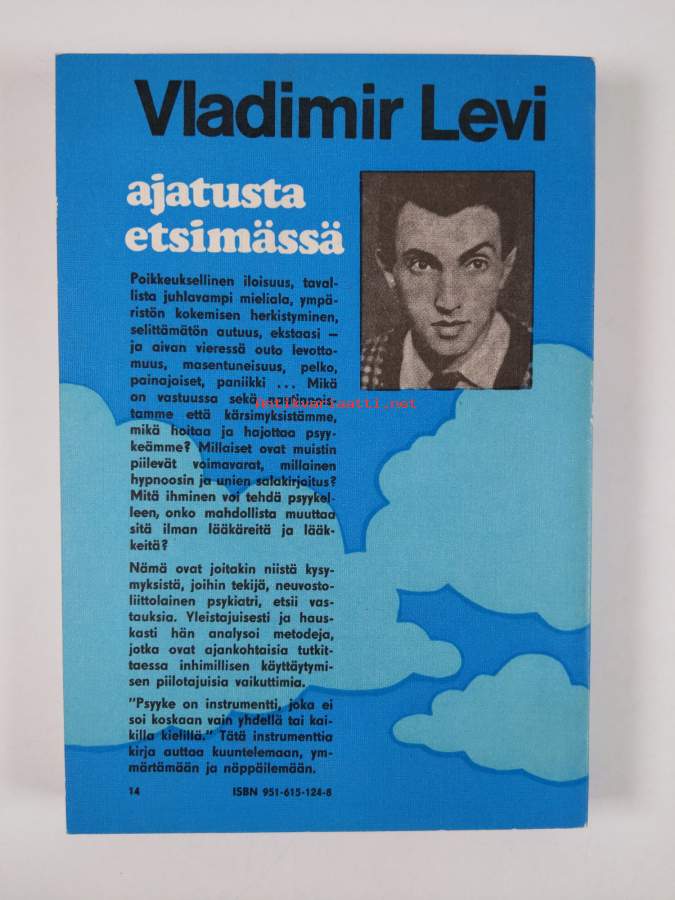 Vladimir Levi
ajatusta
etsimässä
Poikkeuksellinen iloisuus, taval-
lista juhlavampi mieliala, ympä-
ristön kokemisen herkistyminen,
selittämätön autuus, ekstaasi —
ja aivan vieressä outo levotto-
muus, masentuneisuus, pelko,
painajaiset, paniikki ... Mikä
on vastuussa sekä
antikvariaatti.net
tamme että kärsimyksistämme,
mikä hoitaa ja hajottaa psyy-
keämme? Millaiset ovat muistin
piilevät voimavarat, millainen
hypnoosin ja unien salakirjoitus?
Mitä ihminen voi tehdä psyykel-
leen, onko mahdollista muuttaa
sitä ilman lääkäreitä ja lääk-
keitä?
Nämä ovat joitakin niistä kysy-
myksistä, joihin tekijä, neuvosto-
liittolainen psykiatri, etsii vas-
tauksia. Yleistajuisesti ja haus-
kasti hän analysoi metodeja,
jotka ovat ajankohtaisia tutkit-
taessa inhimillisen käyttäytymi-
sen piilotajuisia vaikuttimia.
"Psyyke on instrumentti, joka ei
soi koskaan vain yhdellä tai kai-
killa kielillä." Tätä instrumenttia
kirja auttaa kuuntelemaan, ym-
märtämään ja näppäilemään.
14 ISBN 951-615-124-8